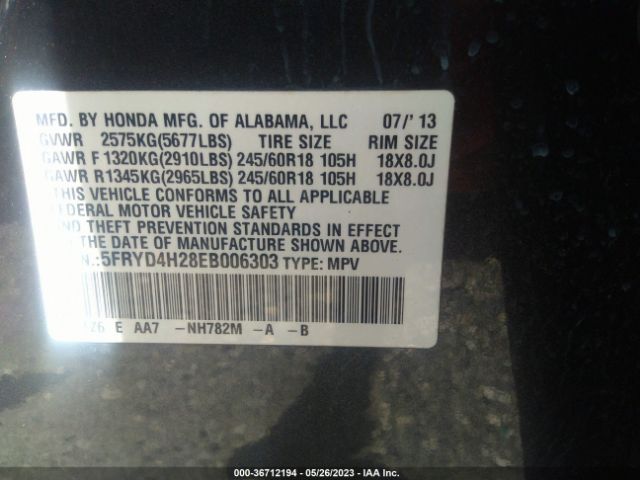 MFD. BY HONDA MFG. OF ALABAMA, LLC 07/'13
GVWR 2575KG(5677LBS) TIRE SIZE RIM SIZE
GAWR F 1320KG(2910LBS) 245/60R18 105H 18X8.0J
GAWR R1345KG(2965LBS) 245/60R18 105H 18X8.0J
THIS VEHICLE CONFORMS TO ALL APPLICABLE
FEDERAL MOTOR VEHICLE SAFETY
AND THEFT PREVENTION STANDARDS IN EFFECT
THE DATE OF MANUFACTURE SHOWN ABOVE.
:5FRYD4H28EB006303 TYPE: MPV
E AA7 -NH782M -A -B
000-36712194 - 05/26/2023 - IAA Inc.